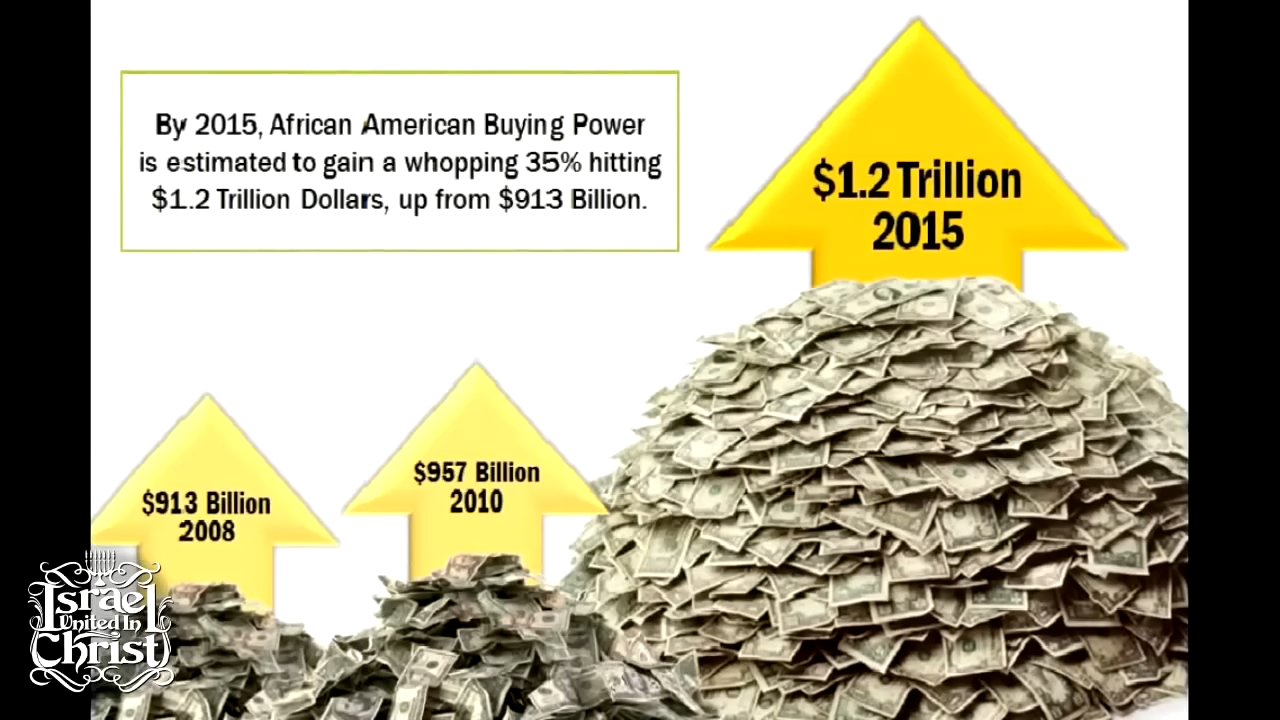 By 2015, African American Buying Power
is estimated to gain a whopping 35% hitting
$1.2 Trillion Dollars, up from $913 Billion.
$1.2 Trillion
2015
$957 Billion
2010
$913 Billion
2008
Israel
United In
Christ